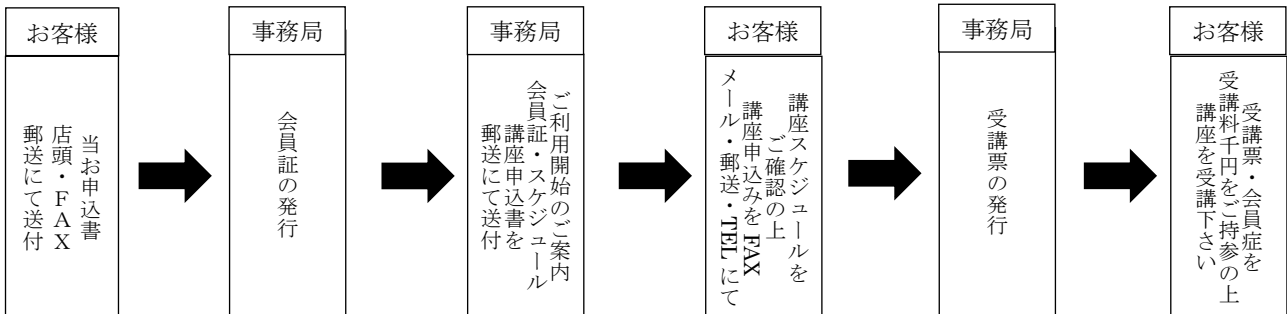 お客様
当お申込書
店頭・FAX
郵送にて送付
事務局
会員証の発行
事務局
ご利用開始のご案内
会員証・スケジュール
講座申込書を
郵送にて送付
お客様
講座スケジュールを
ご確認の上
講座申込みをFAX
メール・郵送・TELにて
事務局
受講票の発行
お客様
受講票・会員症を
受講料千円をご持参の上
講座を受講下さい